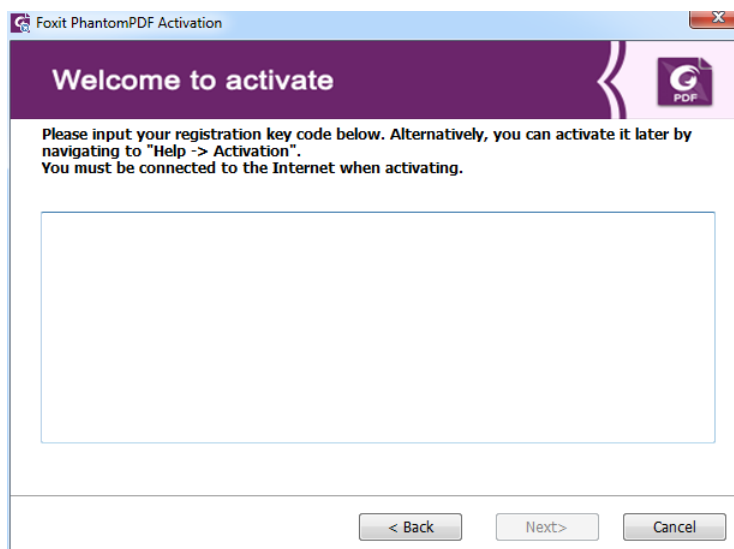 Foxit PhantomPDF Activation
Welcome to activate
PDF
Please input your registration key code below. Alternatively, you can activate it later by
navigating to "Help -> Activation".
You must be connected to the Internet when activating.
< Back
Next>
Cancel